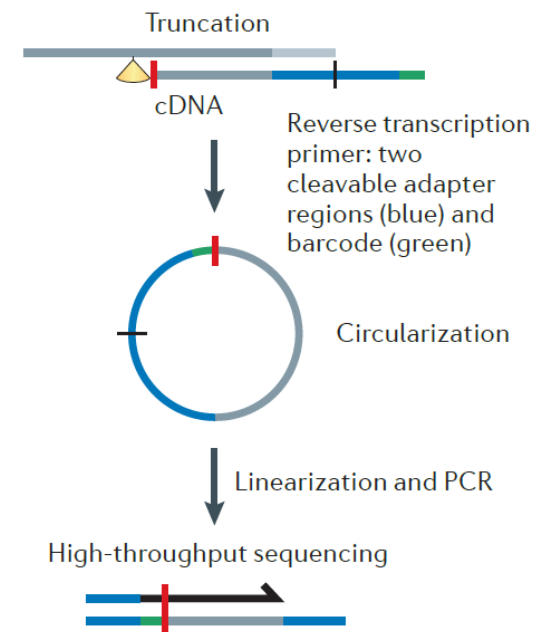 Truncation
cDNA
Reverse transcription
primer: two
cleavable adapter
regions (blue) and
barcode (green)
Circularization
Linearization and PCR
High-throughput sequencing